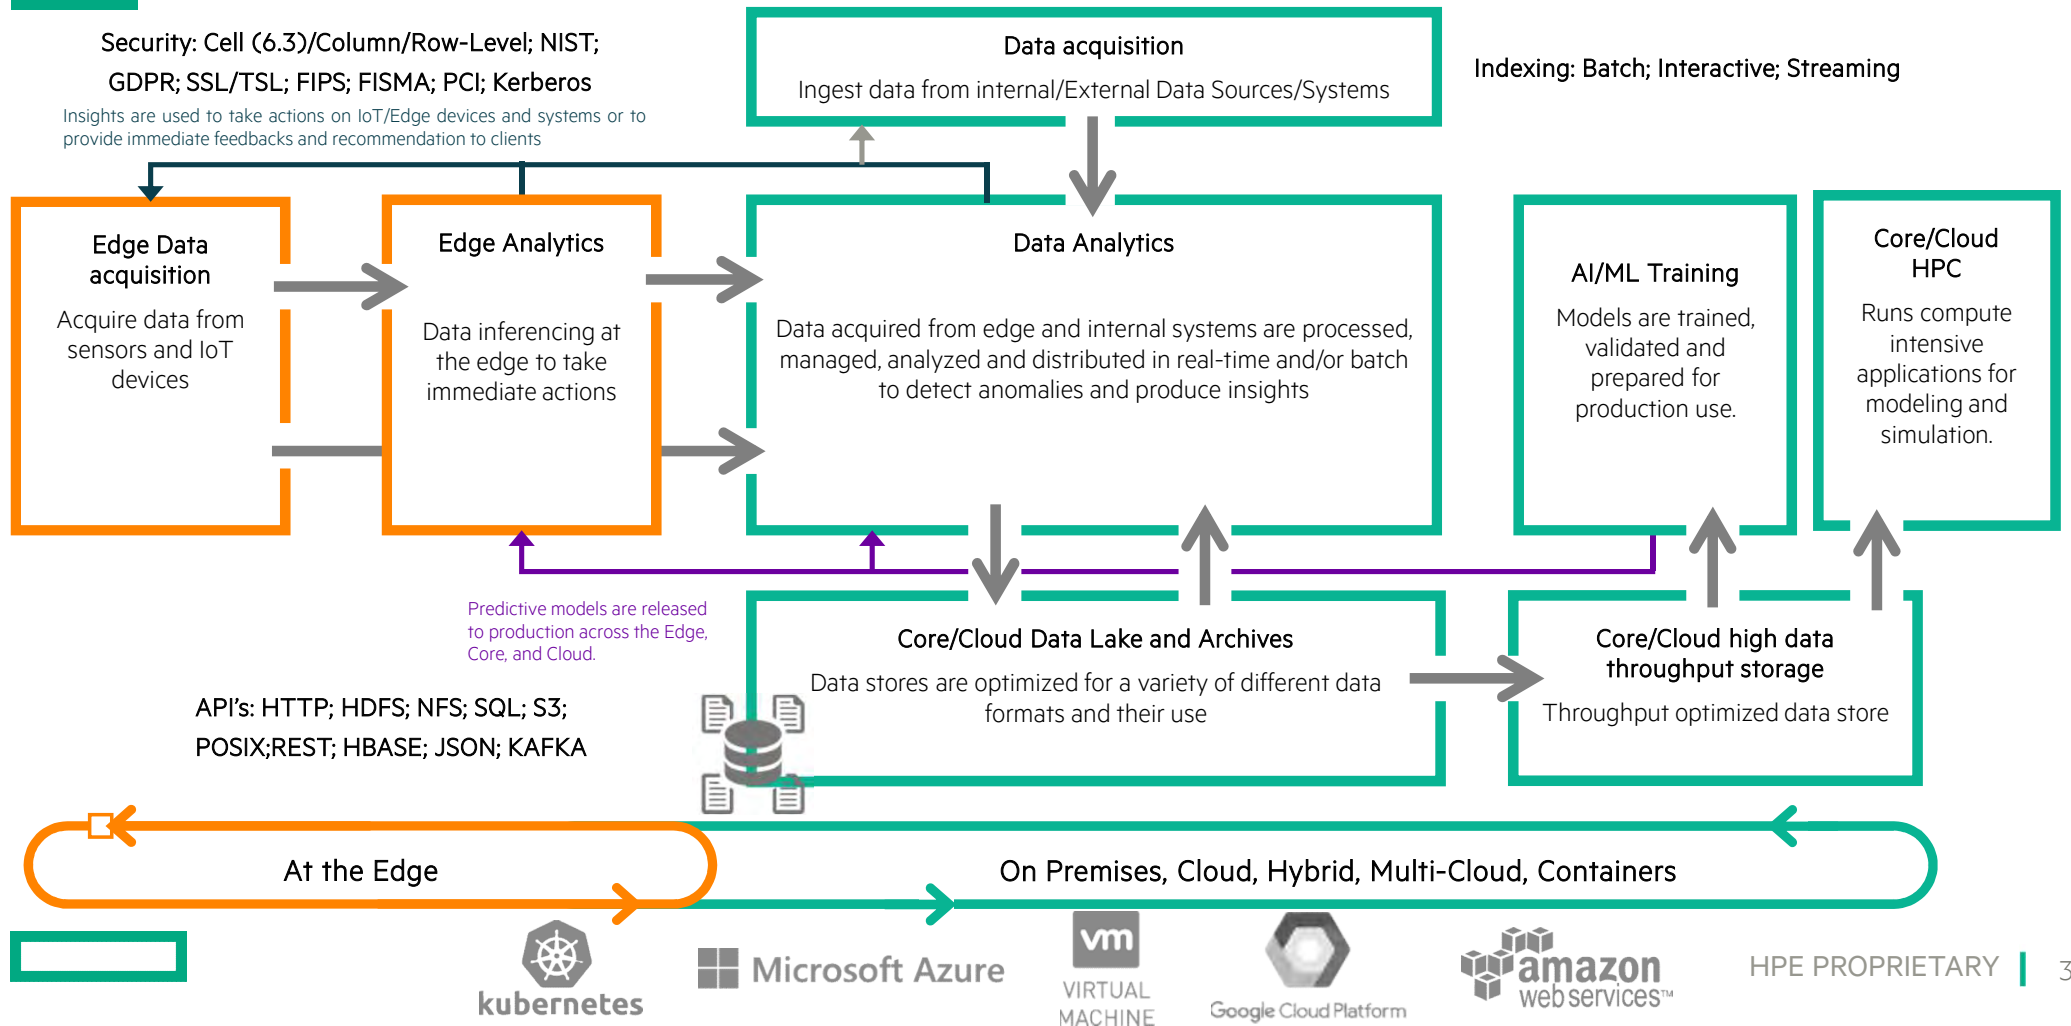 Security: Cell (6.3)/Column/Row-Level; NIST;
GDPR; SSL/TSL; FIPS; FISMA; PCI; Kerberos
Insights are used to take actions on IoT/Edge devices and systems or to
provide immediate feedbacks and recommendation to clients
Data acquisition
Ingest data from internal/External Data Sources/Systems
Indexing: Batch; Interactive; Streaming
Edge Data
acquisition
Acquire data from
sensors and IoT
devices
Edge Analytics
Data inferencing at
the edge to take
immediate actions
Data Analytics
Data acquired from edge and internal systems are processed,
managed, analyzed and distributed in real-time and/or batch
to detect anomalies and produce insights
AI/ML Training
Models are trained,
validated and
prepared for
production use.
Core/Cloud
HPC
Runs compute
intensive
applications for
modeling and
simulation.
Predictive models are released
to production across the Edge,
Core, and Cloud.
Core/Cloud Data Lake and Archives
Data stores are optimized for a variety of different data
formats and their use
Core/Cloud high data
throughput storage
Throughput optimized data store
API's: HTTP; HDFS; NFS; SQL; S3;
POSIX;REST; HBASE; JSON; KAFKA
At the Edge
On Premises, Cloud, Hybrid, Multi-Cloud, Containers
kubernetes
Microsoft Azure
vm
VIRTUAL
MACHINE
Google Cloud Platform
amazon
webservices™
HPE PROPRIETARY
3